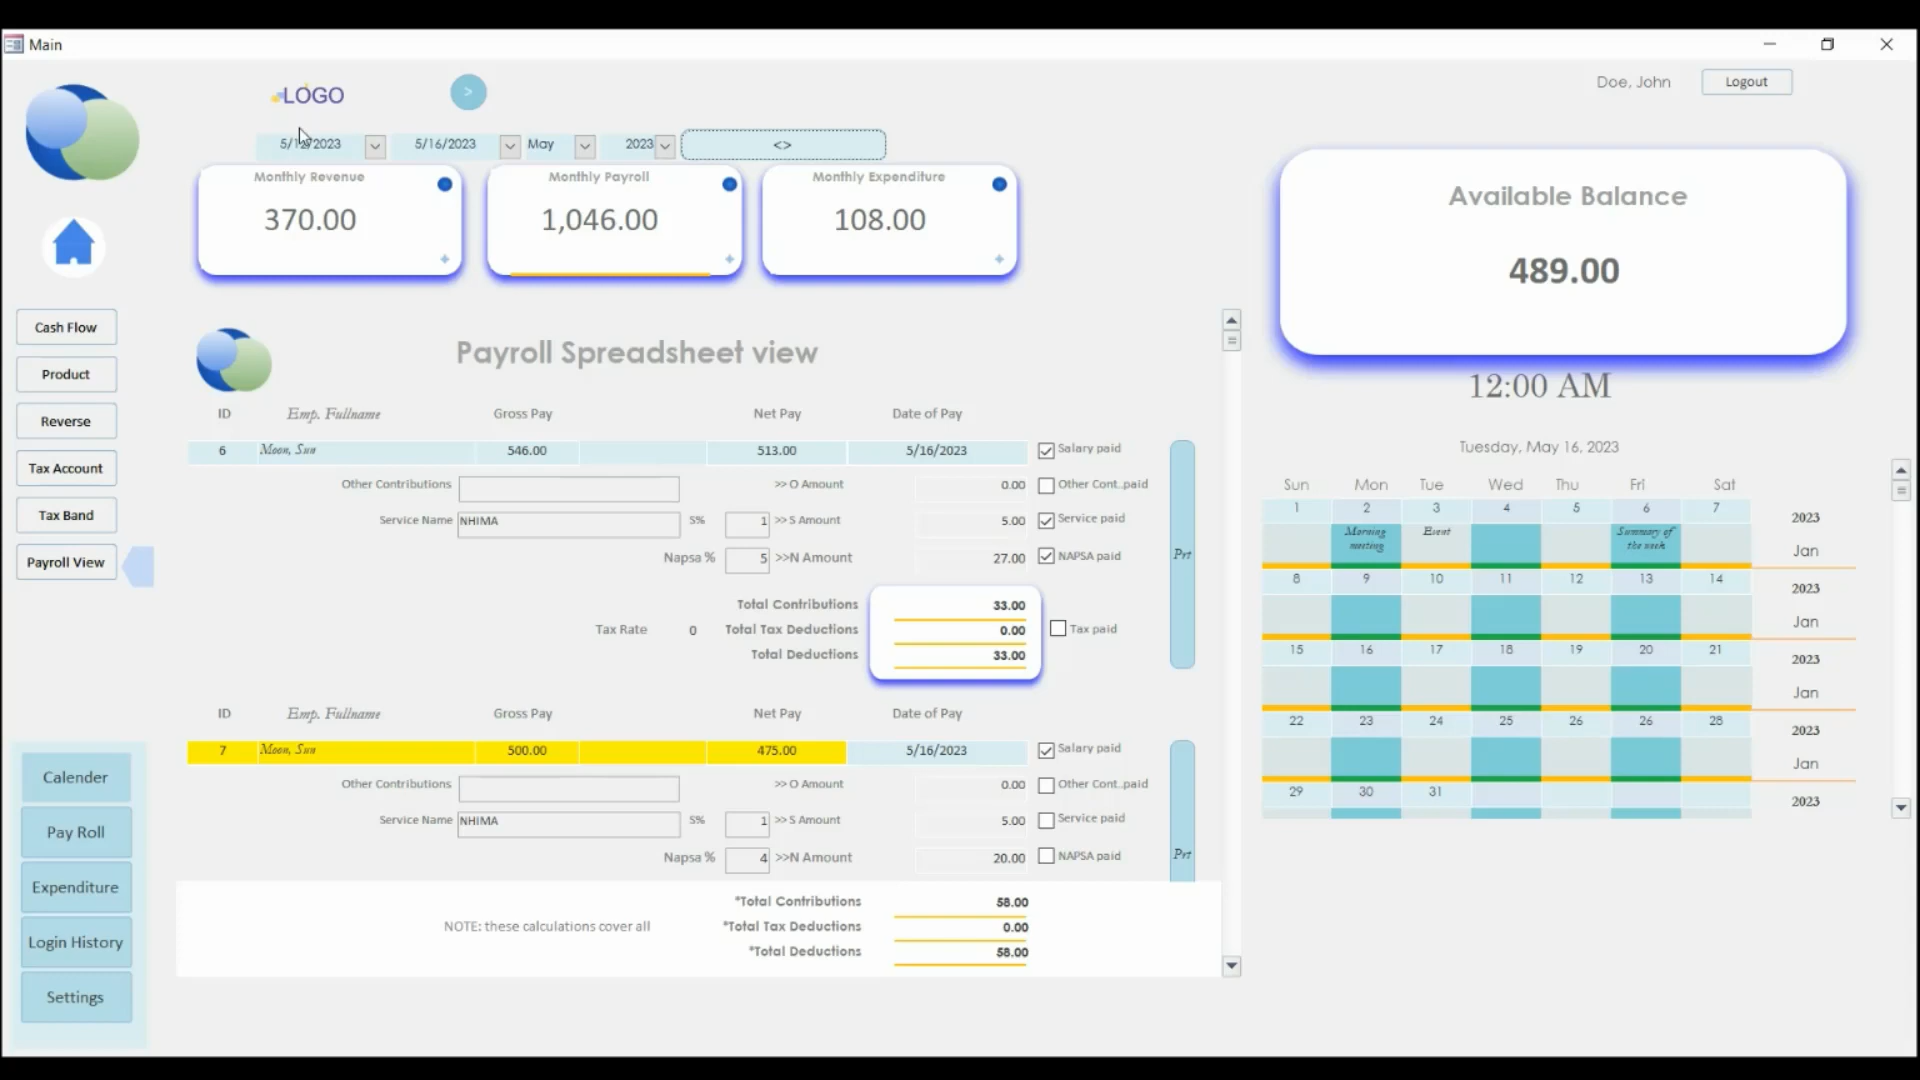 Main
Doe, John
Logout
LOGO
>
5/16/2023
May
2023
<>
Monthly Revenue
370.00
Monthly Payroll
1,046.00
Monthly Expenditure
108.00
Available Balance
489.00
12:00 AM
Tuesday, May 16, 2023
Cash Flow
Product
Reverse
Tax Account
Tax Band
Payroll View
Calender
Pay Roll
Expenditure
Login History
Settings
Payroll Spreadsheet view
ID Emp. Fullname Gross Pay Net Pay Date of Pay
6 Moon, Sun 546.00 513.00 5/16/2023 Salary paid
Other Contributions >> O Amount 0.00 Other Cont..paid
Service Name NHIMA S% 1 >> S Amount 5.00 Service paid
Napsa % 5 >>N Amount 27.00 NAPSA paid
Prt
Total Contributions 33.00
Tax Rate 0 Total Tax Deductions 0.00 Tax paid
Total Deductions 33.00
ID Emp. Fullname Gross Pay Net Pay Date of Pay
7 Moon, Sun 500.00 475.00 5/16/2023 Salary paid
Other Contributions >> O Amount 0.00 Other Cont..paid
Service Name NHIMA S% 1 >> S Amount 5.00 Service paid
Napsa % 4 >>N Amount 20.00 NAPSA paid
Prt
*Total Contributions 58.00
NOTE: these calculations cover all *Total Tax Deductions 0.00
*Total Deductions 58.00
Sun Mon Tue Wed Thu Fri Sat
1 2 3 4 5 6 7 2023
Morning meeting Event Summary of the week Jan
8 9 10 11 12 13 14 2023
Jan
15 16 17 18 19 20 21 2023
Jan
22 23 24 25 26 26 28 2023
Jan
29 30 31 2023